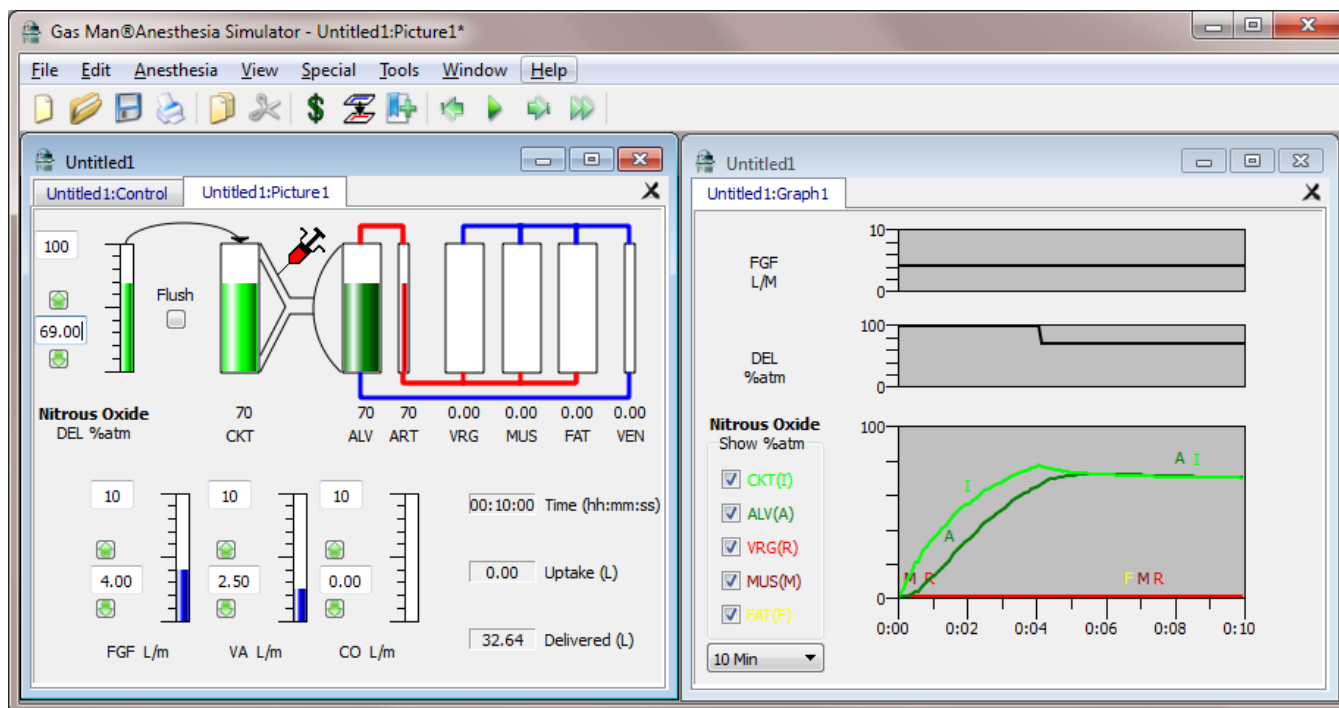 Gas Man®Anesthesia Simulator - Untitled1:Picture1*
File Edit Anesthesia View Special Tools Window Help
Untitled1
Untitled1:Control Untitled1:Picture1
100
Flush
69.00
Nitrous Oxide
DEL %atm
70 70 70 0.00 0.00 0.00 0.00
CKT ALV ART VRG MUS FAT VEN
10 10 10
00:10:00 Time (hh:mm:ss)
4.00 2.50 0.00
0.00 Uptake (L)
32.64 Delivered (L)
FGF L/m VA L/m CO L/m
Untitled1
Untitled1:Graph1
FGF
L/M
10
0
DEL
%atm
100
0
Nitrous Oxide
Show %atm
CKT(I)
ALV(A)
VRG(R)
MUS(M)
FAT(F)
10 Min
100
A I
I
A
M R F M R
0
0:00 0:02 0:04 0:06 0:08 0:10